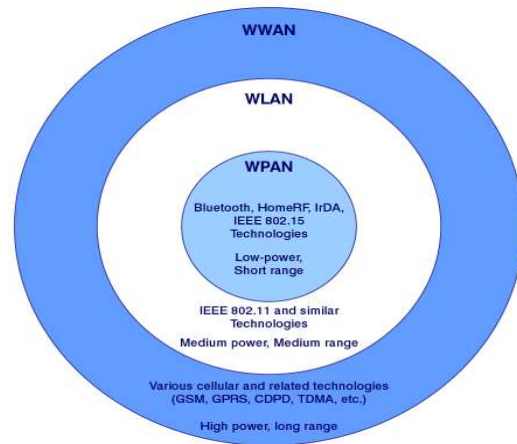 WWAN
WLAN
WPAN
Bluetooth, HomeRF, IrDA,
IEEE 802.15
Technologies
Low-power,
Short range
IEEE 802.11 and similar
Technologies
Medium power, Medium range
Various cellular and related technologies
(GSM, GPRS, CDPD, TDMA, etc.)
High power, long range